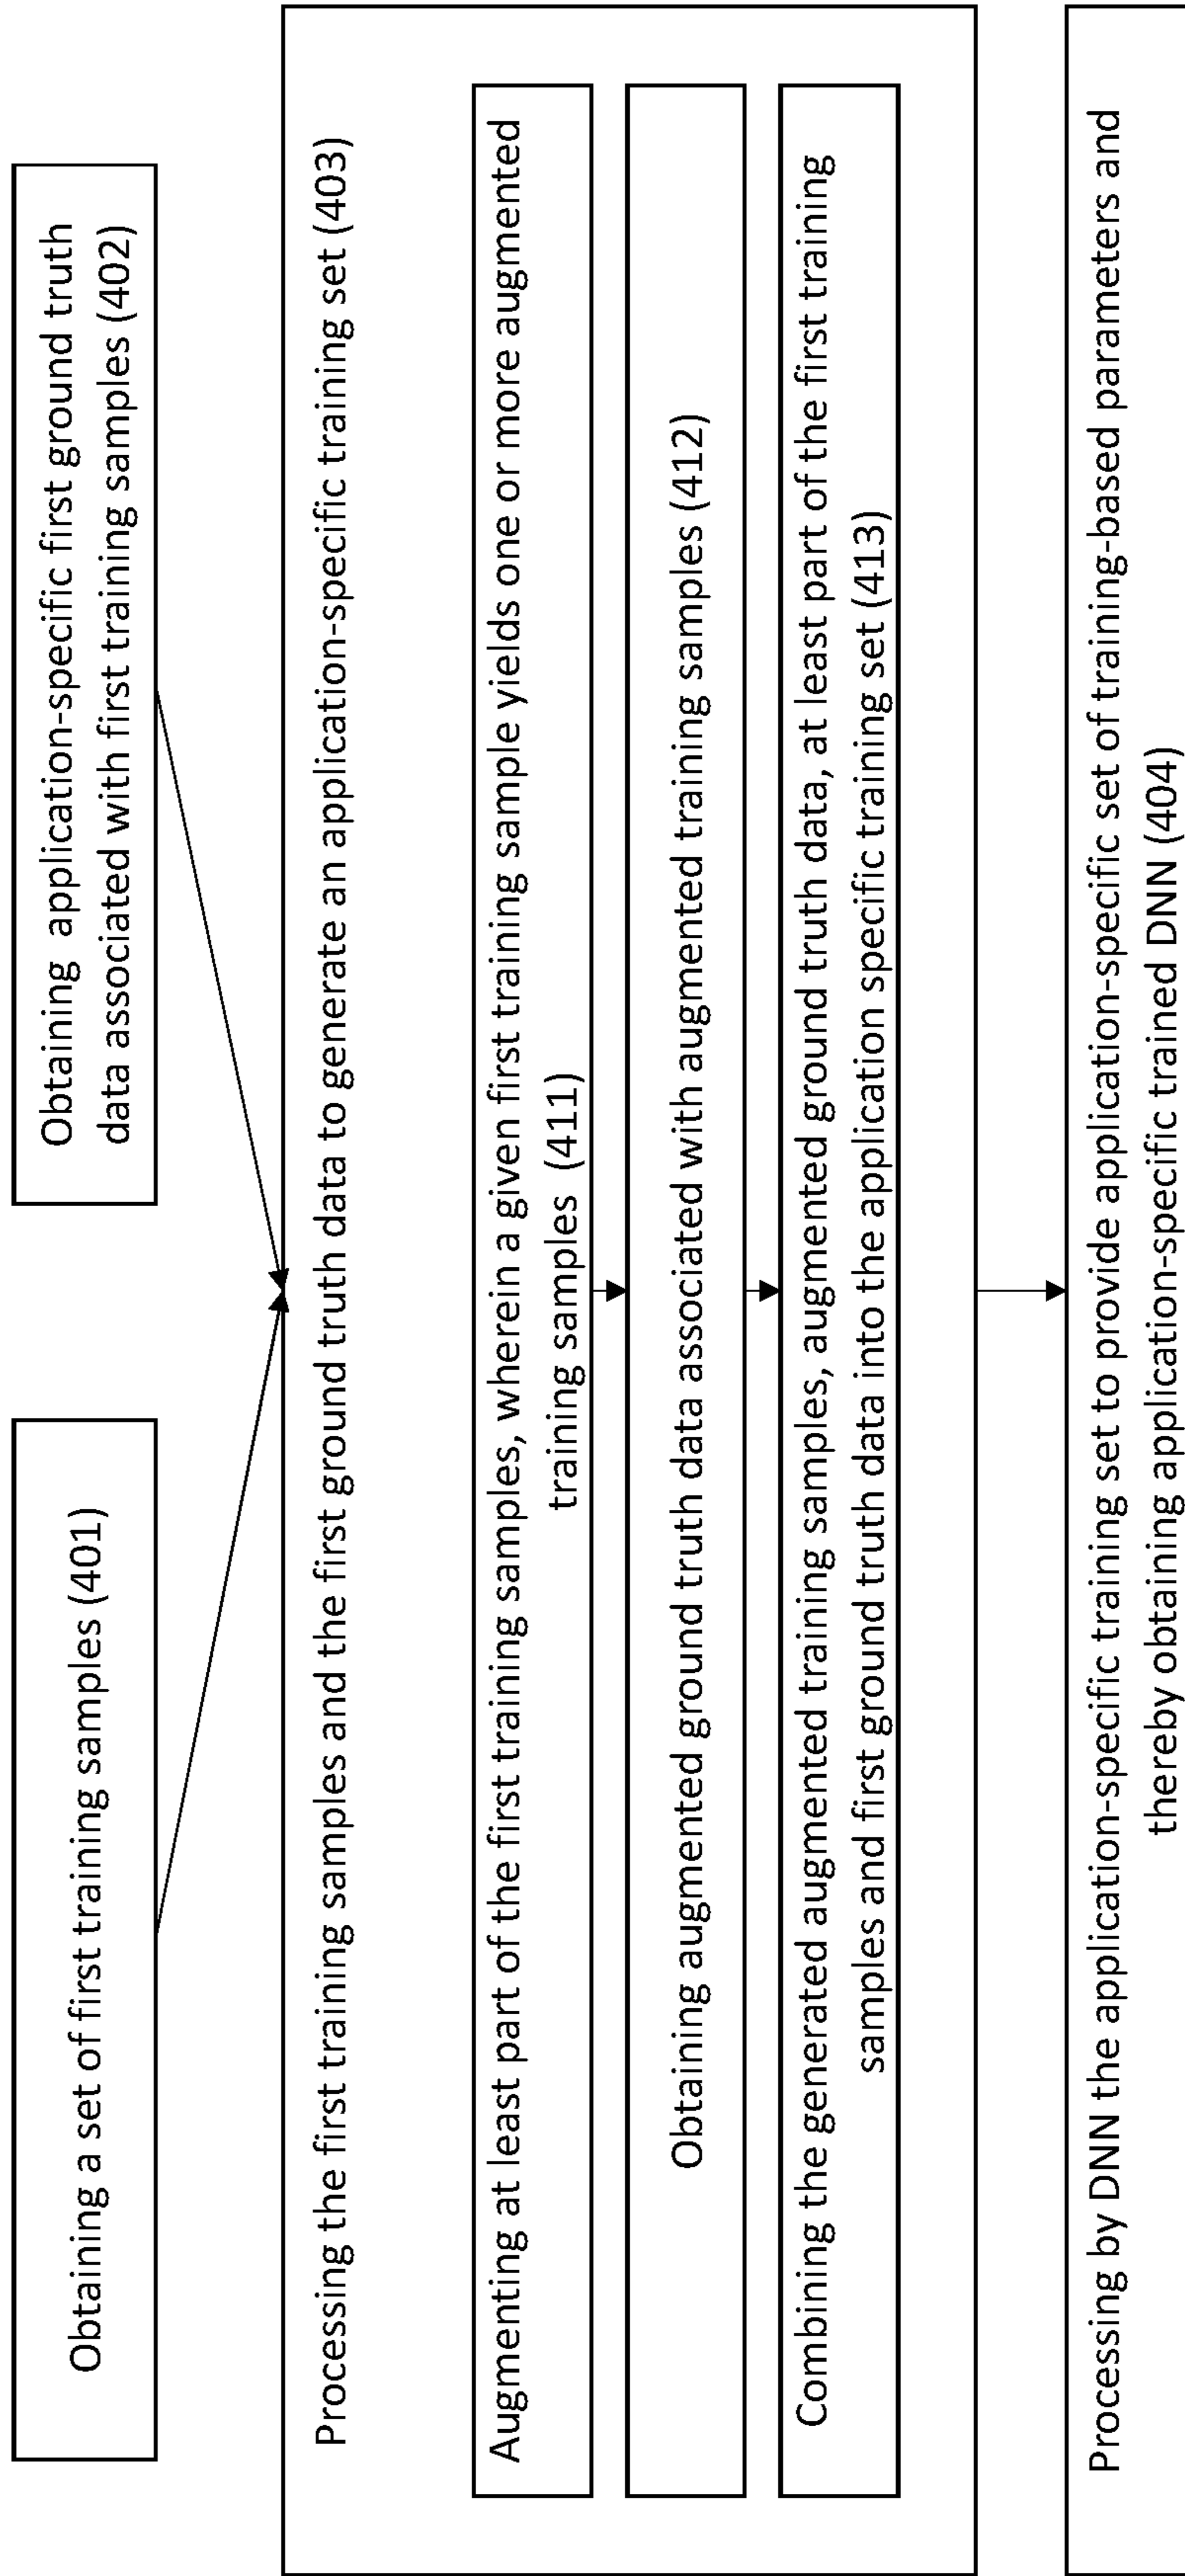 Obtaining a set of first training samples (401)
Obtaining application-specific first ground truth
data associated with first training samples (402)
Processing the first training samples and the first ground truth data to generate an application-specific training set (403)
Augmenting at least part of the first training samples, wherein a given first training sample yields one or more augmented
training samples (411)
Obtaining augmented ground truth data associated with augmented training samples (412)
Combining the generated augmented training samples, augmented ground truth data, at least part of the first training
samples and first ground truth data into the application specific training set (413)
Processing by DNN the application-specific training set to provide application-specific set of training-based parameters and
thereby obtaining application-specific trained DNN (404)